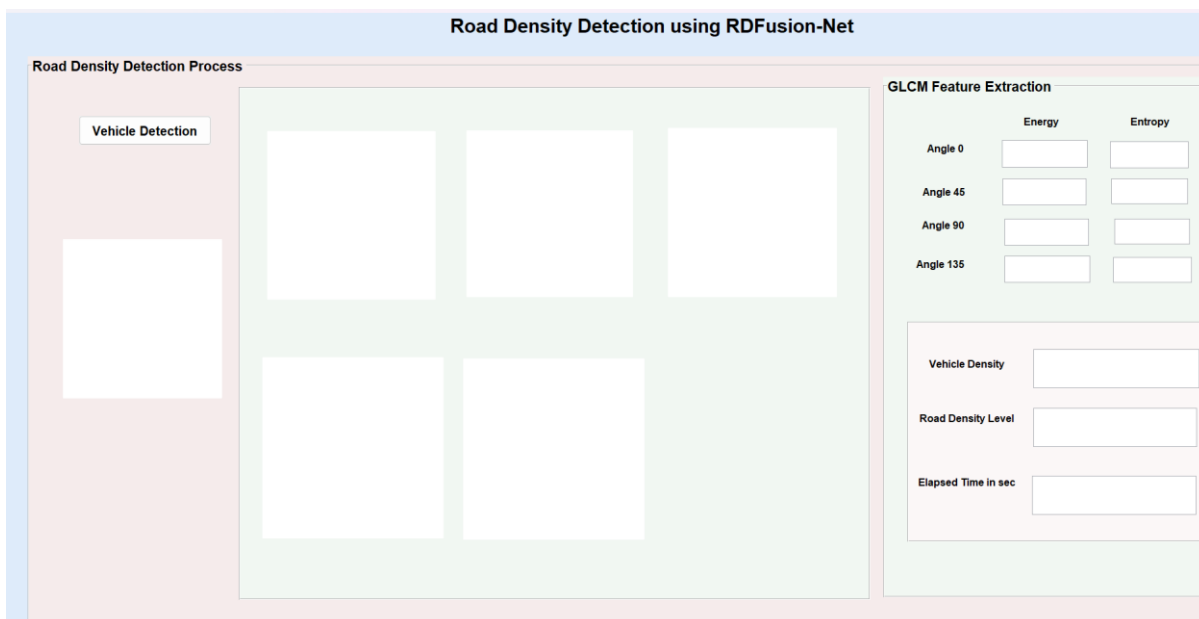 Road Density Detection using RDFusion-Net
Road Density Detection Process
Vehicle Detection
GLCM Feature Extraction
Energy Entropy
Angle 0
Angle 45
Angle 90
Angle 135
Vehicle Density
Road Density Level
Elapsed Time in sec